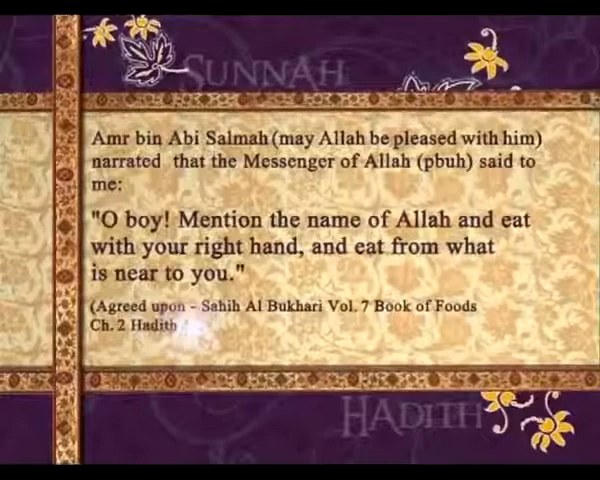 SUNNAH
Amr bin Abi Salmah (may Allah be pleased with him)
narrated that the Messenger of Allah (pbuh) said to
me:
"O boy! Mention the name of Allah and eat
with your right hand, and eat from what
is near to you."
(Agreed upon - Sahih Al Bukhari Vol. 7 Book of Foods
Ch. 2 Hadith
HADITH